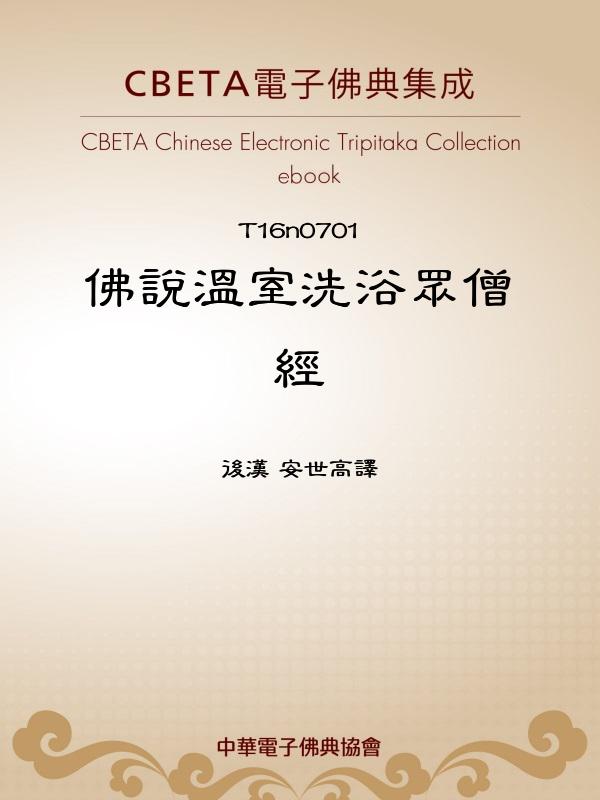 CBETA電子佛典集成
CBETA Chinese Electronic Tripitaka Collection
ebook
T16n0701
佛說溫室洗浴眾僧
經
後漢 安世高譯
中華電子佛典協會